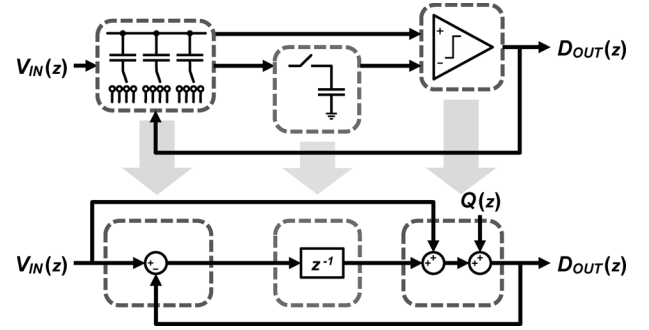 V_IN(z)
+
-
D_OUT(z)
Q(z)
V_IN(z)
+
-
z^-1
+
+
+
+
D_OUT(z)